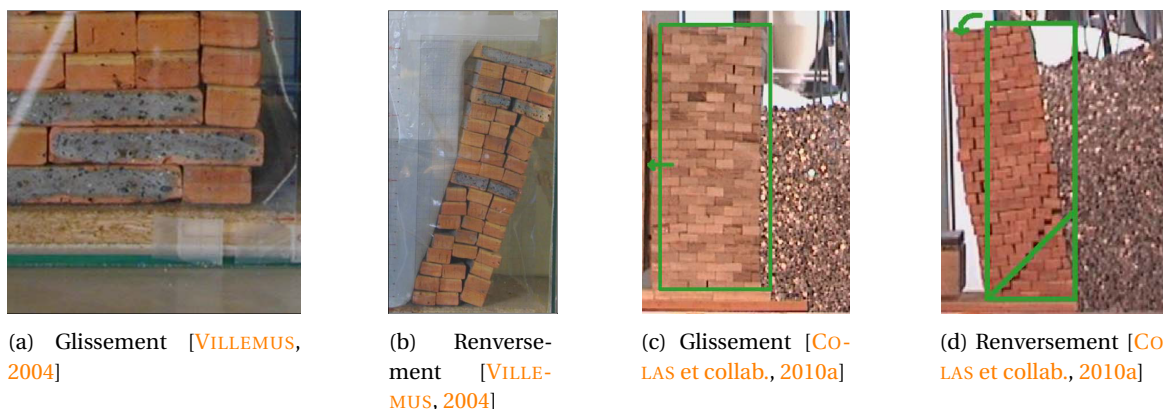 (a) Glissement [VILLEMUS,
2004]
(b) Renverse-
ment [VILLE-
MUS, 2004]
(c) Glissement [CO-
LAS et collab., 2010a]
(d) Renversement [CO
LAS et collab., 2010a]